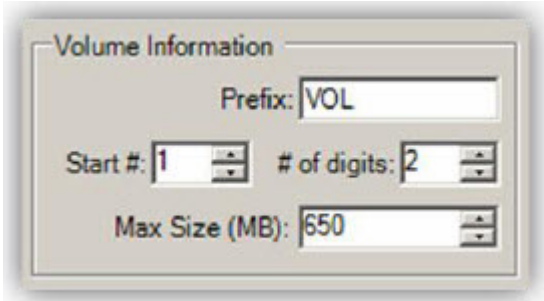 Volume Information
Prefix: VOL
Start #: 1 # of digits: 2
Max Size (MB): 650